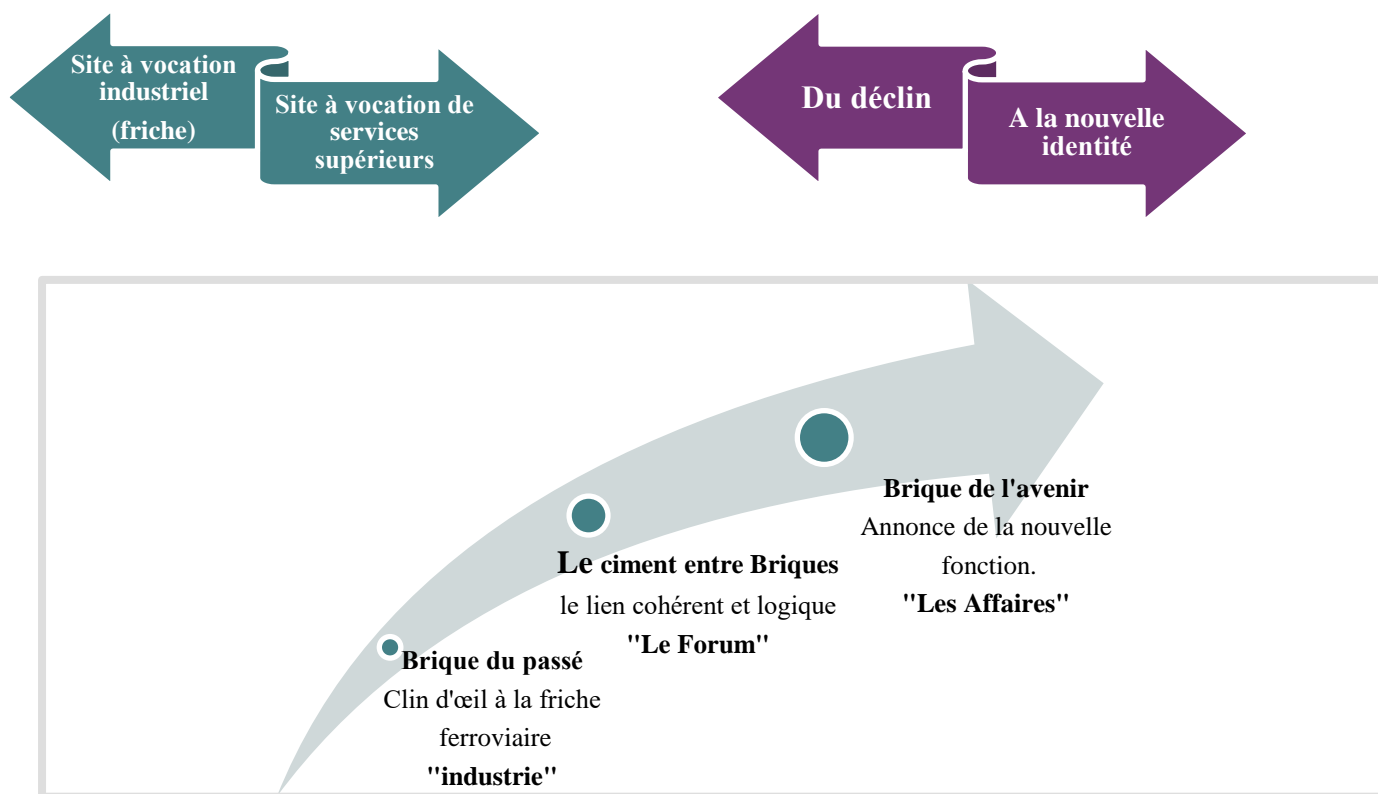 Site à vocation
industriel
(friche)
Site à vocation de
services
supérieurs
Du déclin
A la nouvelle
identité
Brique du passé
Clin d'œil à la friche
ferroviaire
"industrie"
Le ciment entre Briques
le lien cohérent et logique
"Le Forum"
Brique de l'avenir
Annonce de la nouvelle
fonction.
"Les Affaires"